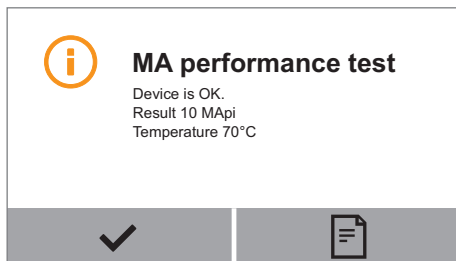 MA performance test
Device is OK.
Result 10 MApi
Temperature 70°C